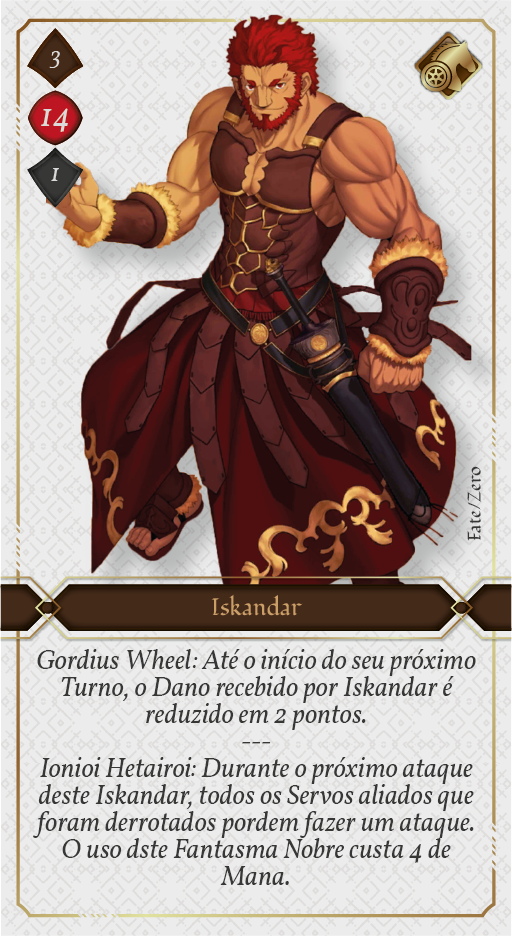 3
14
1
Fate/Zero
Iskandar
Gordius Wheel: Até o início do seu próximo
Turno, o Dano recebido por Iskandar é
reduzido em 2 pontos.
---
Ionioi Hetairoi: Durante o próximo ataque
deste Iskandar, todos os Servos aliados que
foram derrotados pordem fazer um ataque.
O uso dste Fantasma Nobre custa 4 de
Mana.